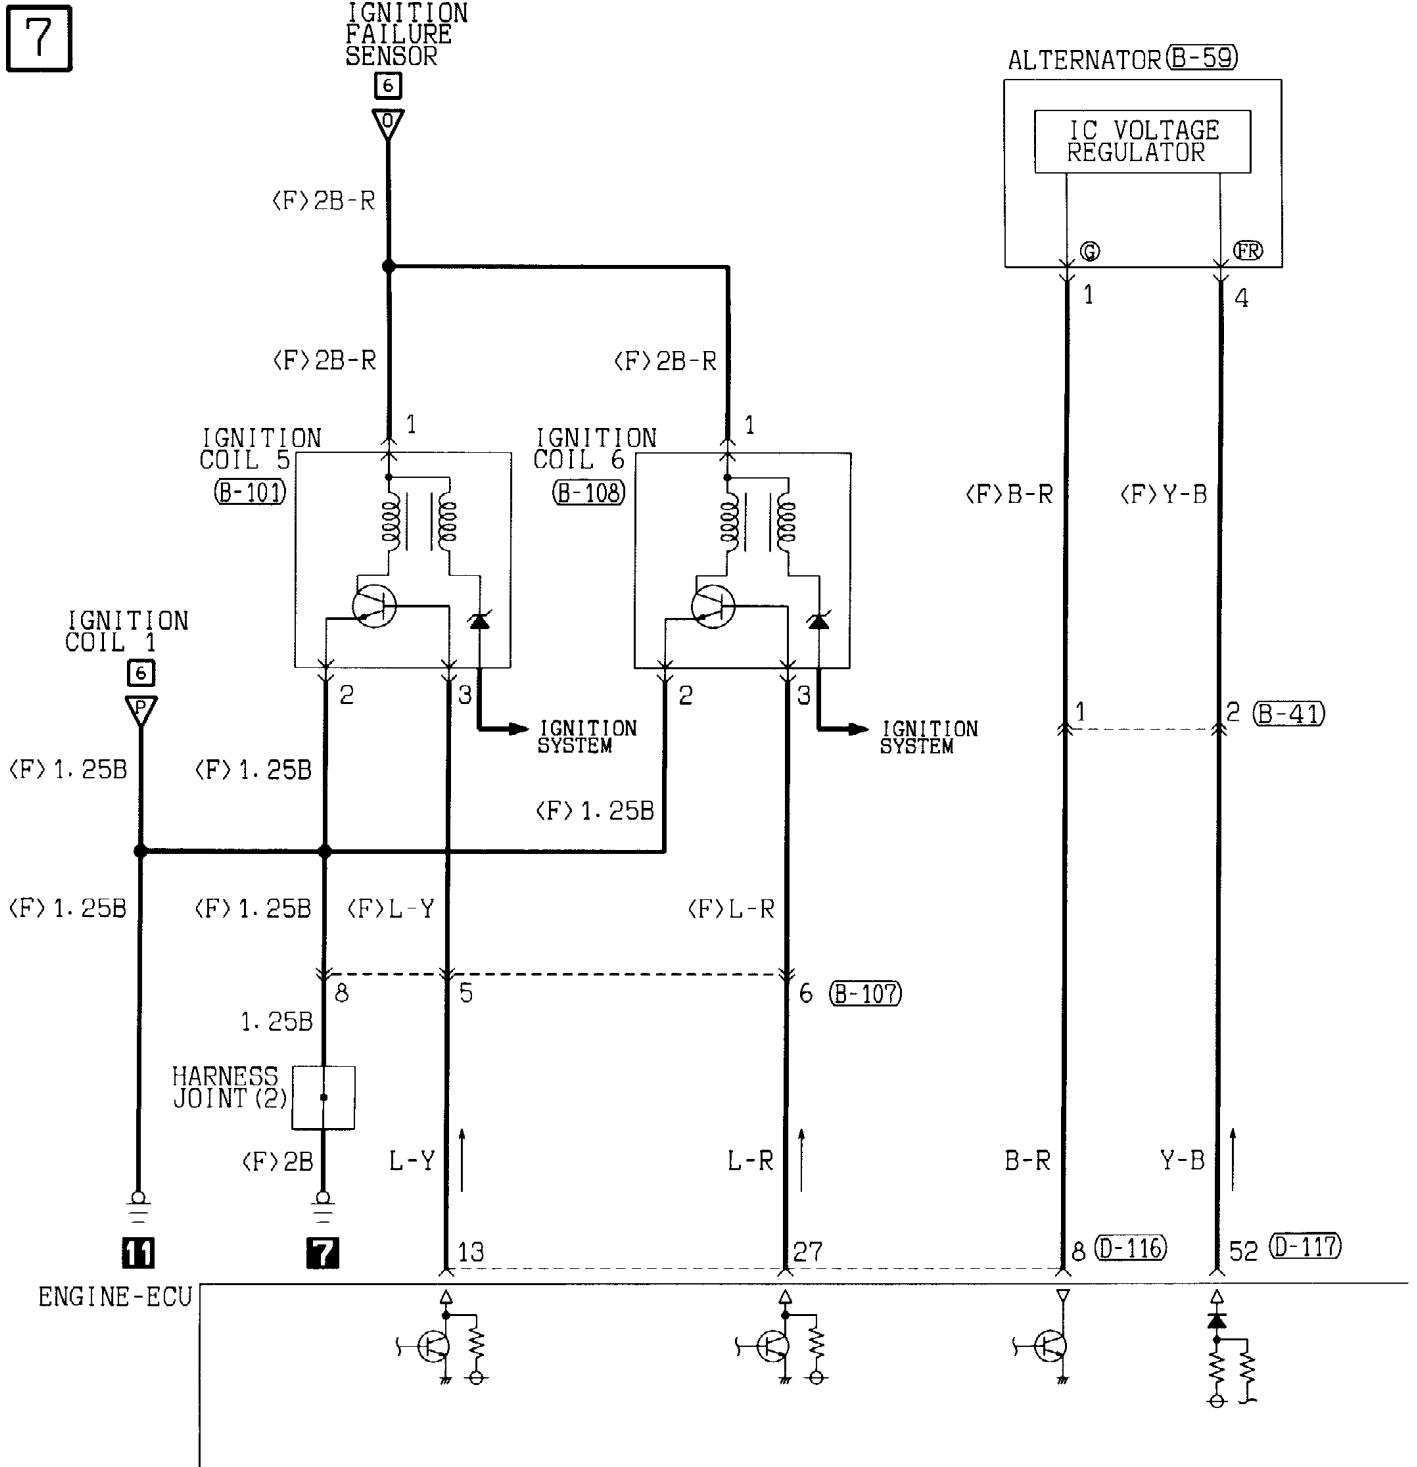 7
IGNITION
FAILURE
SENSOR
6
O
ALTERNATOR (B-59)
IC VOLTAGE
REGULATOR
<F>2B-R
G
FR
1
4
<F>2B-R
<F>2B-R
1
1
IGNITION
COIL 5
(B-101)
IGNITION
COIL 6
(B-108)
<F>B-R
<F>Y-B
IGNITION
COIL 1
6
P
2
3
2
3
IGNITION
SYSTEM
IGNITION
SYSTEM
1
2 (B-41)
<F>1.25B
<F>1.25B
<F>1.25B
<F>1.25B
<F>1.25B
<F>L-Y
<F>L-R
8
5
6 (B-107)
1.25B
HARNESS
JOINT(2)
<F>2B
L-Y
L-R
B-R
Y-B
11
7
13
27
8 (D-116)
52 (D-117)
ENGINE-ECU